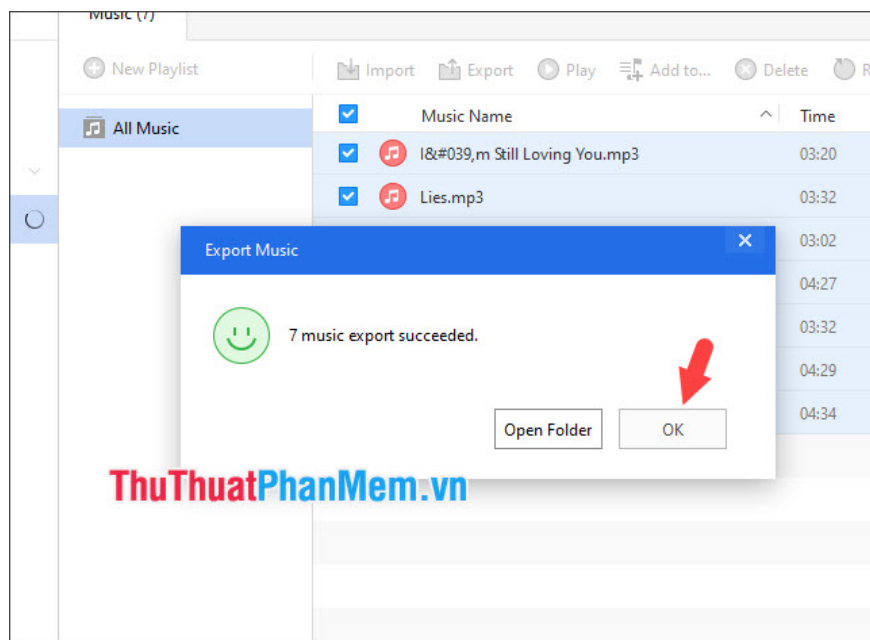 Music (7)
New Playlist
Import Export Play Add to... Delete R
All Music
Music Name Time
I&#039,m Still Loving You.mp3 03:20
Lies.mp3 03:32
03:02
Export Music
04:27
7 music export succeeded.
03:32
04:29
04:34
Open Folder OK
ThuThuatPhanMem.vn